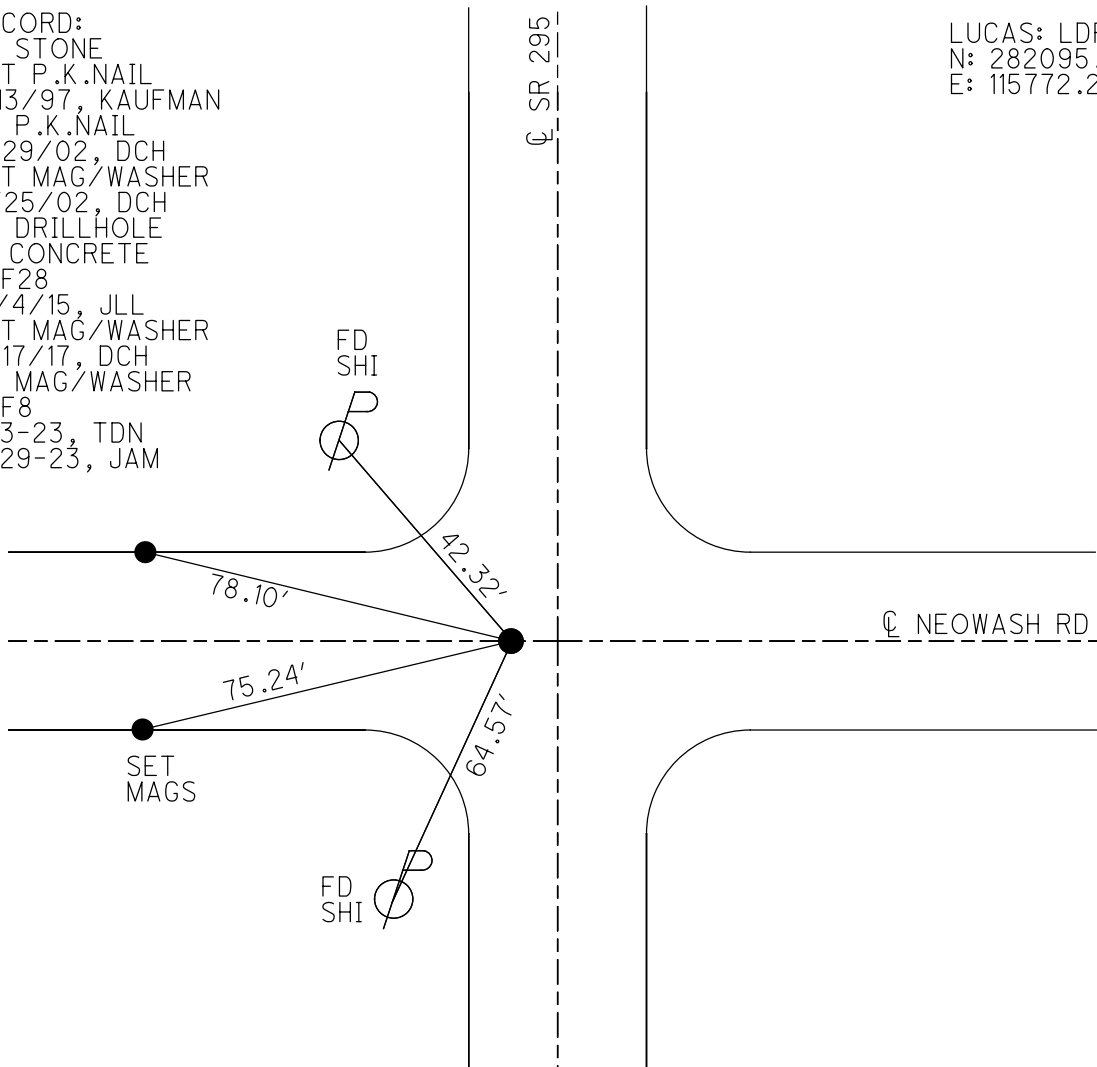 CORD:
STONE
T P.K.NAIL
13/97, KAUFMAN
P.K.NAIL
29/02, DCH
T MAG/WASHER
/25/02, DCH
DRILLHOLE
CONCRETE
F28
/4/15, JLL
T MAG/WASHER
17/17, DCH
MAG/WASHER
F8
3-23, TDN
29-23, JAM
℄ SR 295
LUCAS: LD
N: 282095.
E: 115772.2
FD
SHI
42.32'
78.10'
℄ NEOWASH RD
75.24'
64.57'
SET
MAGS
FD
SHI